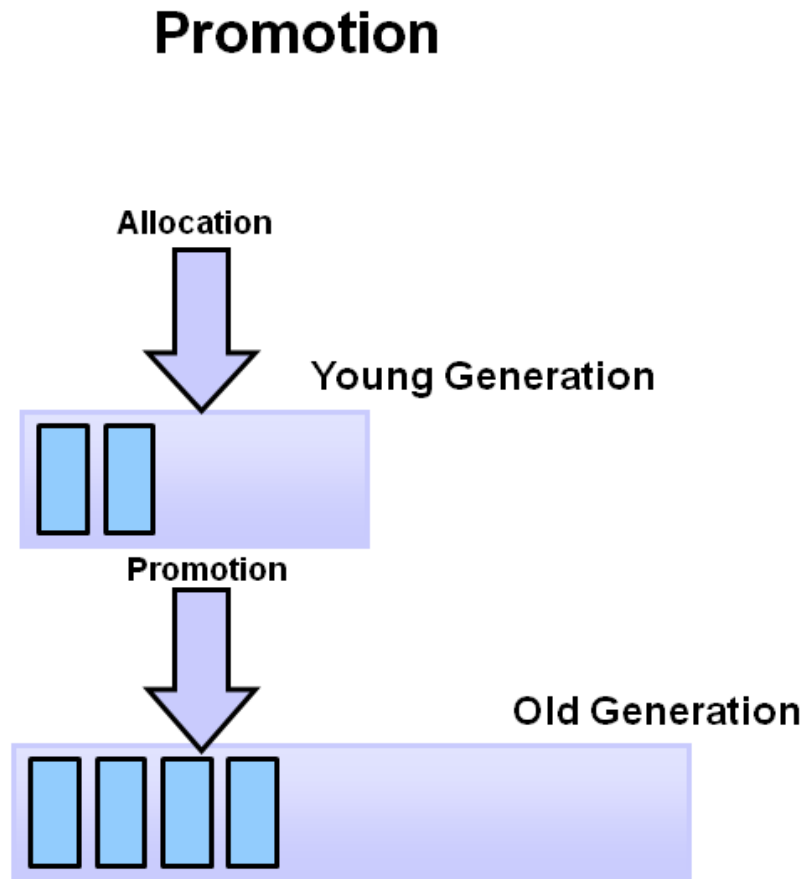 Promotion
Allocation
Young Generation
Promotion
Old Generation